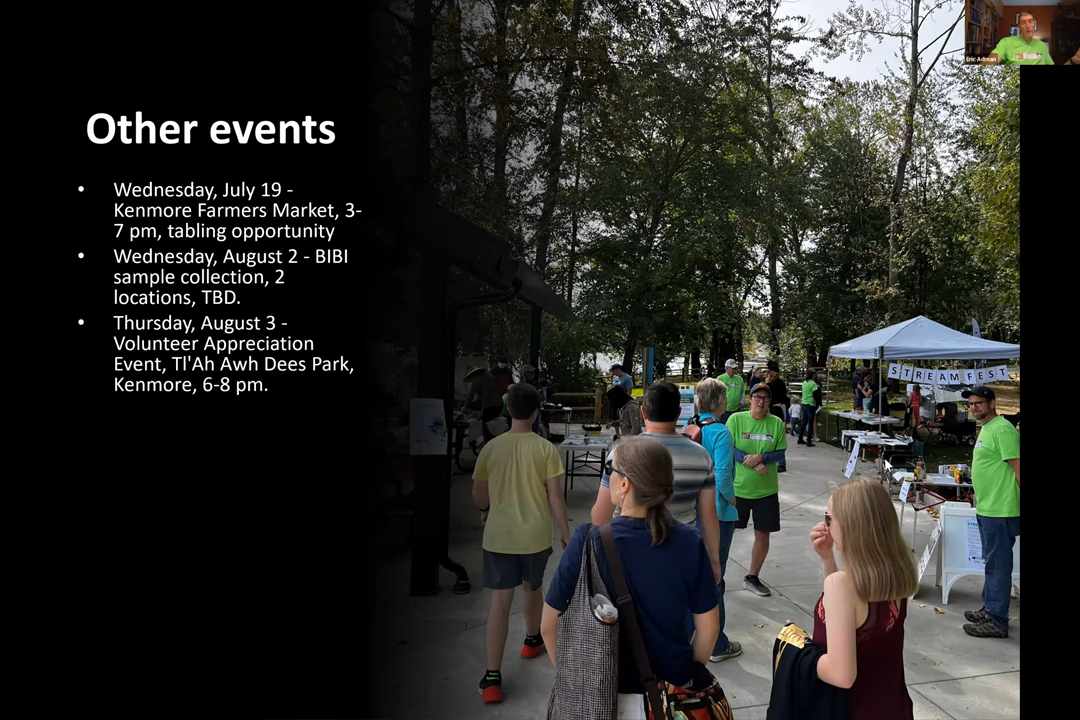 Eric Adman
Other events
• Wednesday, July 19 -
Kenmore Farmers Market, 3-
7 pm, tabling opportunity
• Wednesday, August 2 - BIBI
sample collection, 2
locations, TBD.
• Thursday, August 3 -
Volunteer Appreciation
Event, Tl'Ah Awh Dees Park,
Kenmore, 6-8 pm.
STREAM FEST